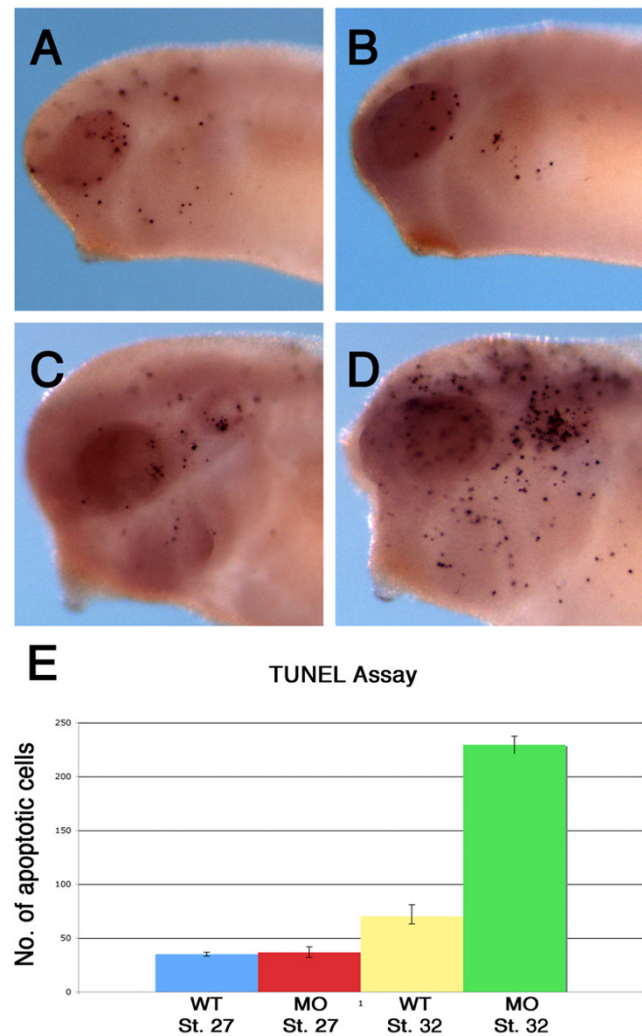 A
B
C
D
E
TUNEL Assay
No. of apoptotic cells
250
200
150
100
50
0
WT MO 1 WT MO
St. 27 St. 27 St. 32 St. 32